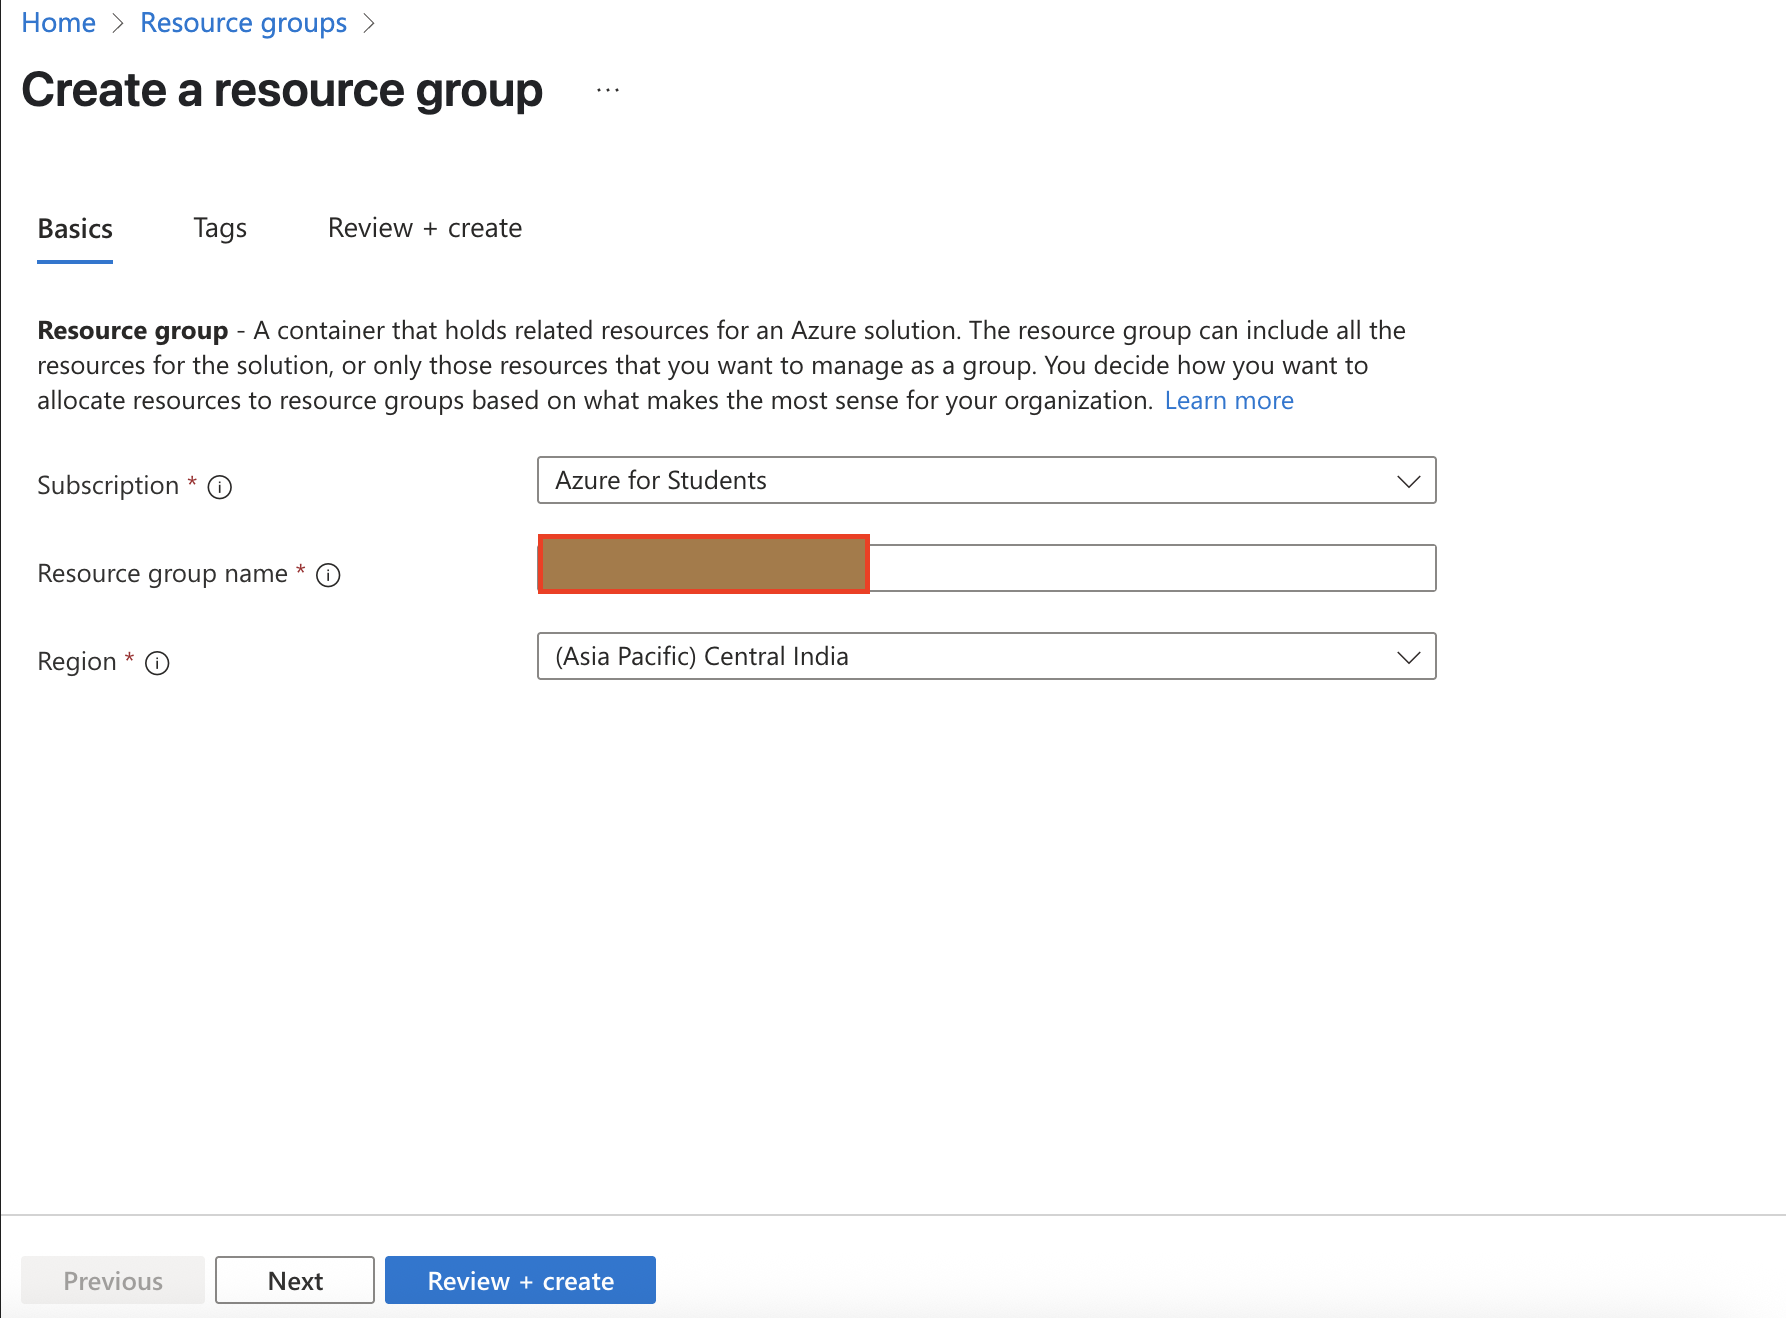 Home > Resource groups >
Create a resource group ...
Basics Tags Review + create
Resource group - A container that holds related resources for an Azure solution. The resource group can include all the
resources for the solution, or only those resources that you want to manage as a group. You decide how you want to
allocate resources to resource groups based on what makes the most sense for your organization. Learn more
Subscription * Azure for Students
Resource group name *
Region * (Asia Pacific) Central India
Previous Next Review + create